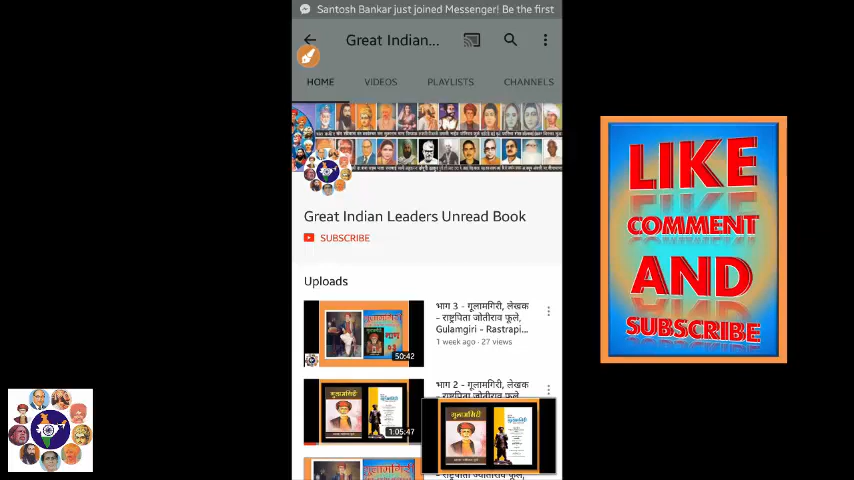 Santosh Bankar just joined Messenger! Be the first
Great Indian...
HOME VIDEOS PLAYLISTS CHANNELS
Great Indian Leaders Unread Book
SUBSCRIBE
Uploads
भाग 3 - गूलामगिरी, लेखक
- राष्ट्रपिता जोतीराव फूले,
Gulamgiri - Rastrapi...
1 week ago · 27 views
50:42
भाग 2 - गूलामगिरी, लेखक
1:05:47
गुलामगिरी
LIKE
COMMENT
AND
SUBSCRIBE